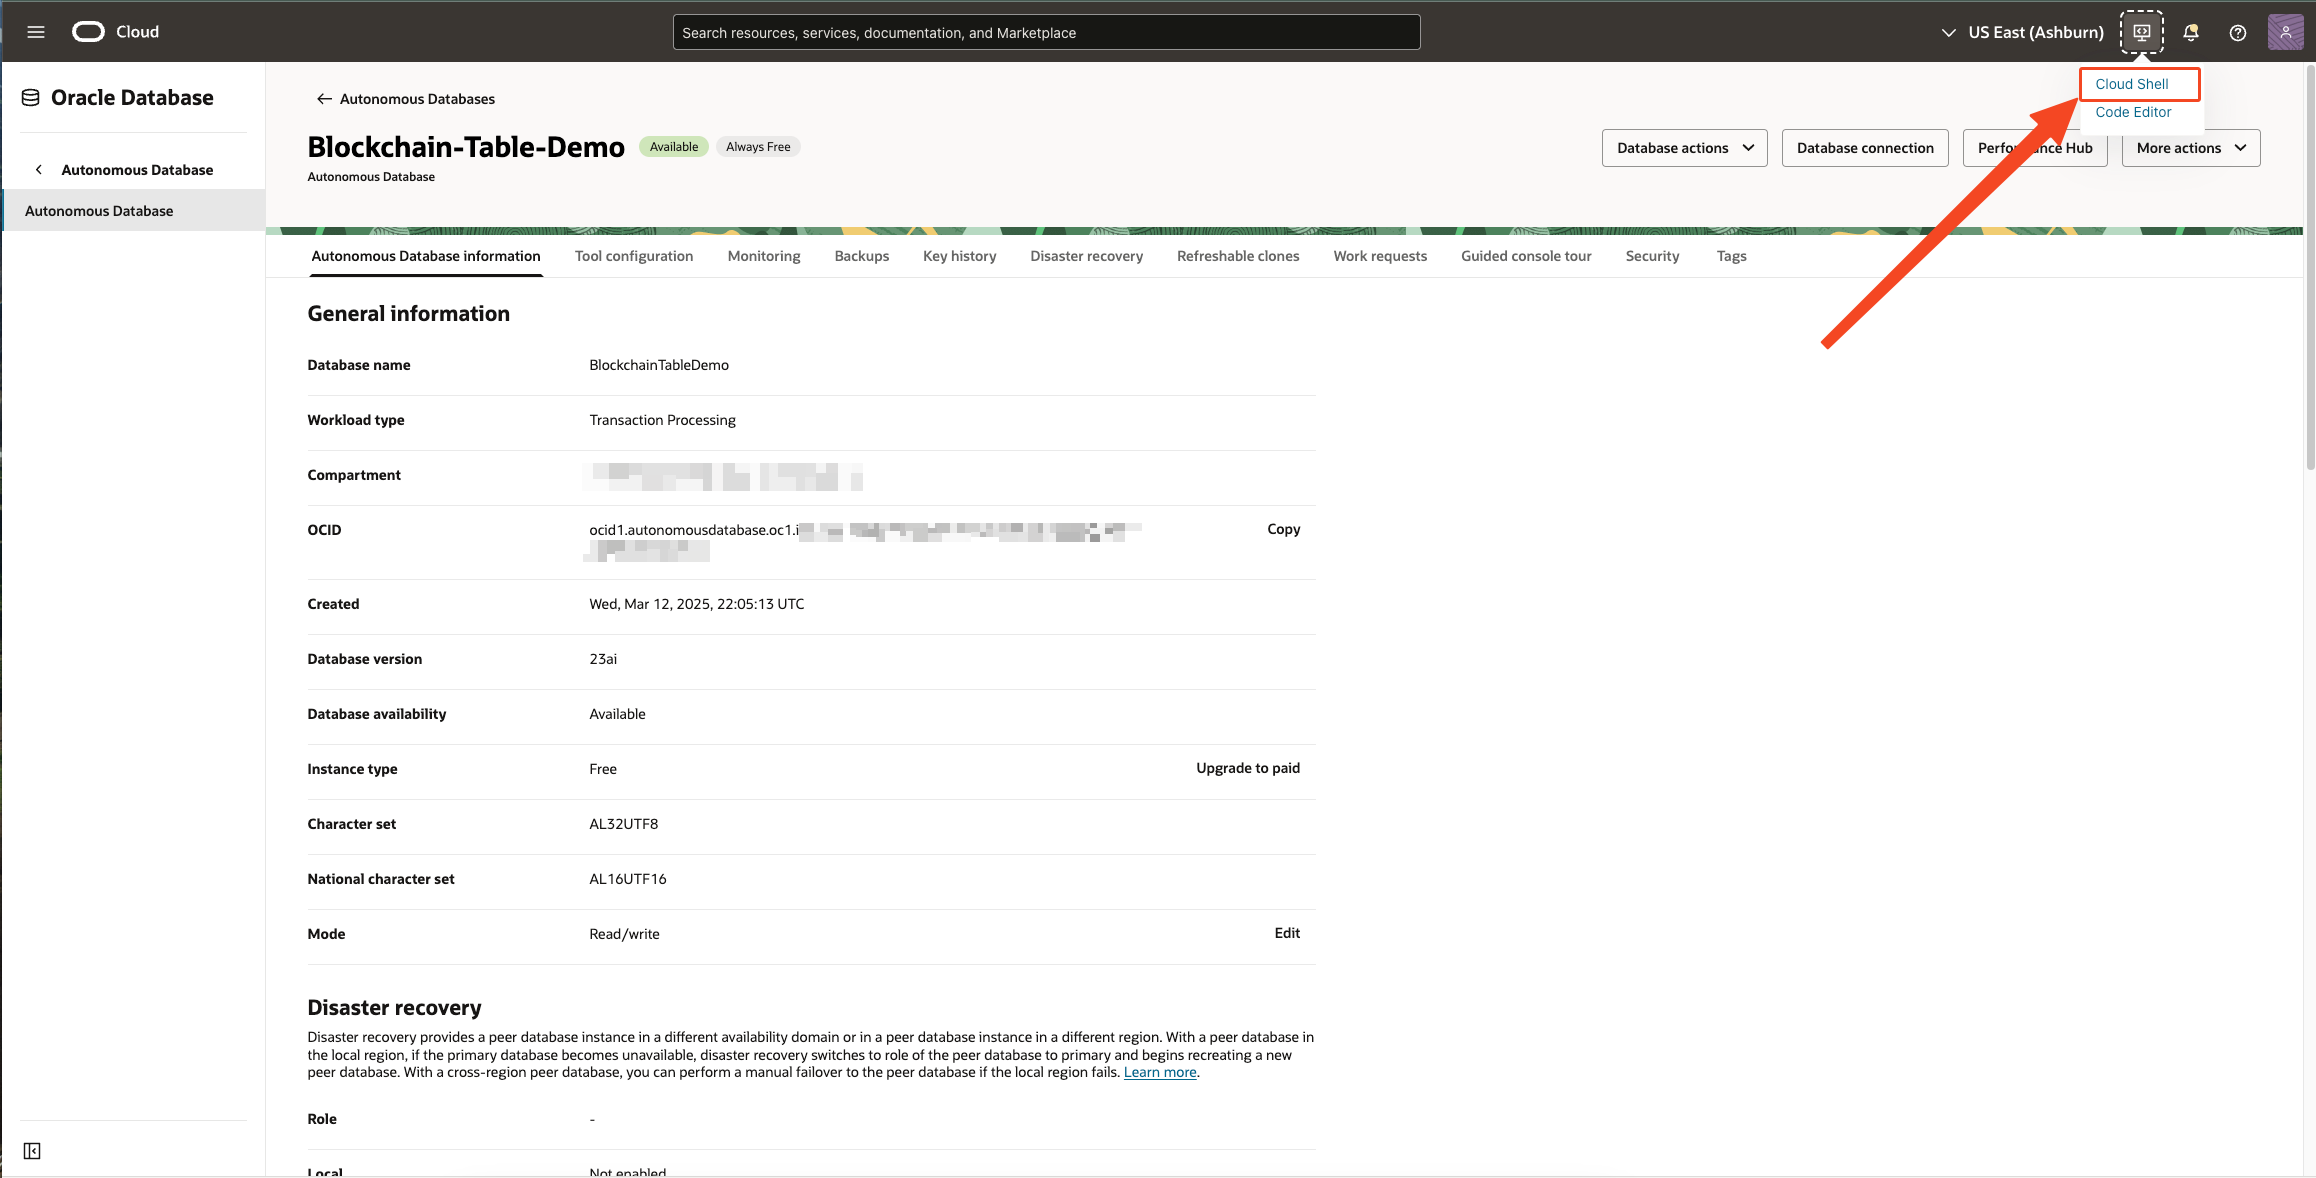 Cloud
Search resources, services, documentation, and Marketplace
US East (Ashburn)
Cloud Shell
Code Editor
Oracle Database
Autonomous Database
Autonomous Database
Autonomous Databases
Blockchain-Table-Demo
Available
Always Free
Autonomous Database
Database actions
Database connection
Hub
More actions
Autonomous Database information
Tool configuration
Monitoring
Backups
Key history
Disaster recovery
Refreshable clones
Work requests
Guided console tour
Security
Tags
General information
Database name
BlockchainTableDemo
Workload type
Transaction Processing
Compartment
OCID
ocid1.autonomousdatabase.oc1.i
Copy
Created
Wed, Mar 12, 2025, 22:05:13 UTC
Database version
23ai
Database availability
Available
Instance type
Free
Upgrade to paid
Character set
AL32UTF8
National character set
AL16UTF16
Mode
Read/write
Edit
Disaster recovery
Disaster recovery provides a peer database instance in a different availability domain or in a peer database instance in a different region. With a peer database in
the local region, if the primary database becomes unavailable, disaster recovery switches to role of the peer database to primary and begins recreating a new
peer database. With a cross-region peer database, you can perform a manual failover to the peer database if the local region fails. Learn more.
Role
-
Local
Not enabled